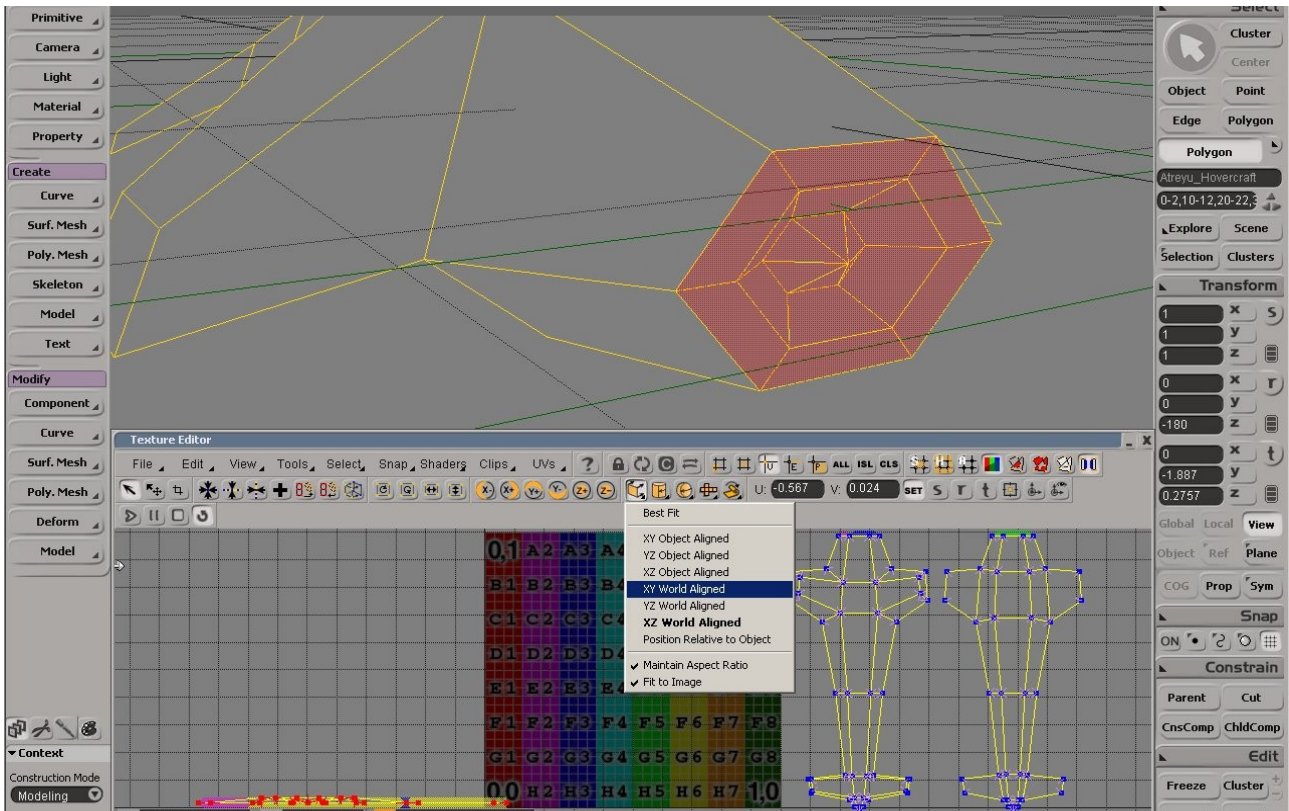 Primitive
Camera
Light
Material
Property
Create
Curve
Surf. Mesh
Poly. Mesh
Skeleton
Model
Text
Modify
Component
Curve
Surf. Mesh
Poly. Mesh
Deform
Model
Context
Construction Mode
Modeling
Texture Editor
File Edit View Tools Select Snap Shaders Clips UVs ? ALL ISL CLS
U: -0.567 V: 0.024 SET S r t
Best Fit
XY Object Aligned
YZ Object Aligned
XZ Object Aligned
XY World Aligned
YZ World Aligned
XZ World Aligned
Position Relative to Object
Maintain Aspect Ratio
Fit to Image
0,1 A2 A3 A4
B1 B2 B3 B4
C1 C2 C3 C4
D1 D2 D3 D4
E1 E2 E3 E4
F1 F2 F3 F4 F5 F6 F7 F8
G1 G2 G3 G4 G5 G6 G7 G8
0,0 H2 H3 H4 H5 H6 H7 1,0
Select
Cluster
Center
Object Point
Edge Polygon
Polygon
Atreyu_Hovercraft
0-2,10-12,20-22,3
Explore Scene
Selection Clusters
Transform
1 x s
1 y
1 z
0 x r
0 y
-180 z
0 x t
-1.887 y
0.2757 z
Global Local View
Object Ref Plane
COG Prop Sym
Snap
ON
Constrain
Parent Cut
CnsComp ChldComp
Edit
Freeze Cluster